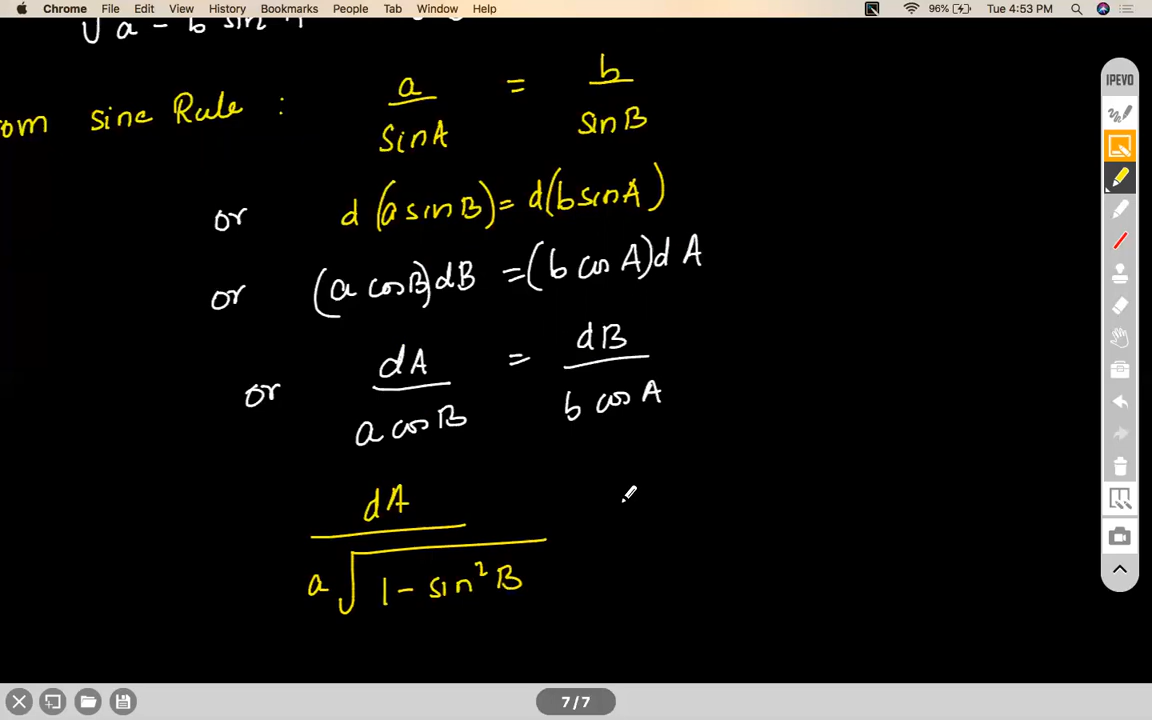 Chrome File Edit View History Bookmarks People Tab Window Help 96% Tue 4:53 PM
IPEVO
om sine Rule : a/sinA = b/sinB
or d(a sinB) = d(b sinA)
or (a cosB)dB = (b cosA)dA
or dA/(a cosB) = dB/(b cosA)
dA/(a√(1 - sin²B))
7/7